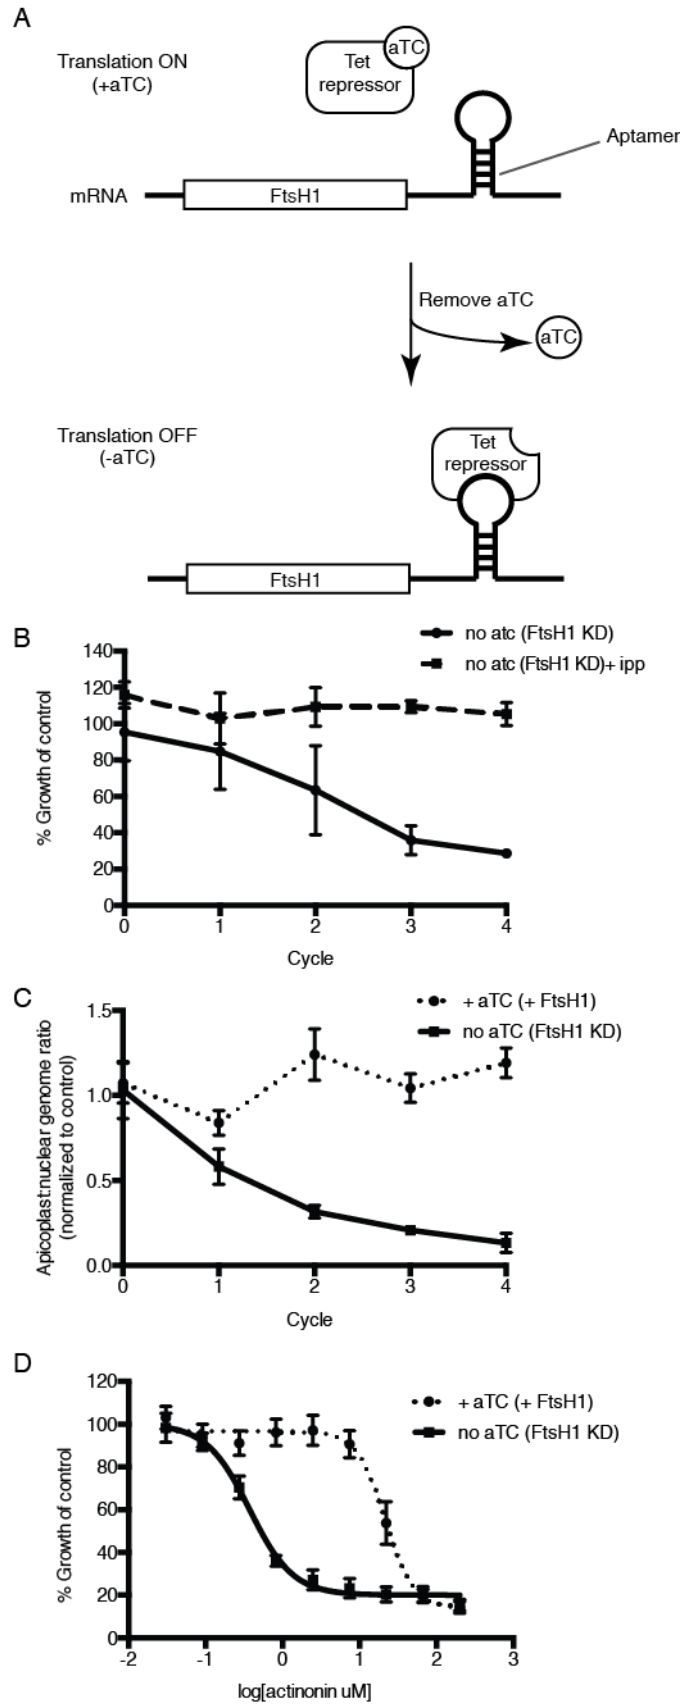 A
Translation ON
(+aTC)
Tet
repressor
aTC
Aptamer
mRNA
FtsH1
Remove aTC
aTC
Translation OFF
(-aTC)
Tet
repressor
FtsH1
B
no atc (FtsH1 KD)
no atc (FtsH1 KD)+ ipp
% Growth of control
140
120
100
80
60
40
20
0
0 1 2 3 4
Cycle
C
+ aTC (+ FtsH1)
no aTC (FtsH1 KD)
Apicoplast:nuclear genome ratio
(normalized to control)
1.5
1.0
0.5
0.0
0 1 2 3 4
Cycle
D
+ aTC (+ FtsH1)
no aTC (FtsH1 KD)
% Growth of control
120
100
80
60
40
20
0
-2 -1 0 1 2 3
log[actinonin uM]